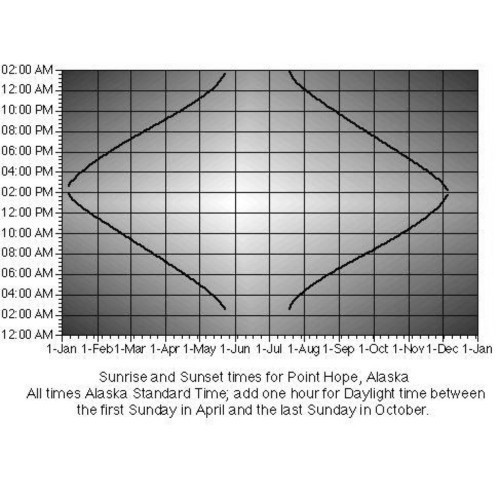 02:00 AM
12:00 AM
10:00 PM
08:00 PM
06:00 PM
04:00 PM
02:00 PM
12:00 PM
10:00 AM
08:00 AM
06:00 AM
04:00 AM
02:00 AM
12:00 AM
1-Jan 1-Feb 1-Mar 1-Apr 1-May 1-Jun 1-Jul 1-Aug 1-Sep 1-Oct 1-Nov 1-Dec 1-Jan
Sunrise and Sunset times for Point Hope, Alaska
All times Alaska Standard Time; add one hour for Daylight time between
the first Sunday in April and the last Sunday in October.